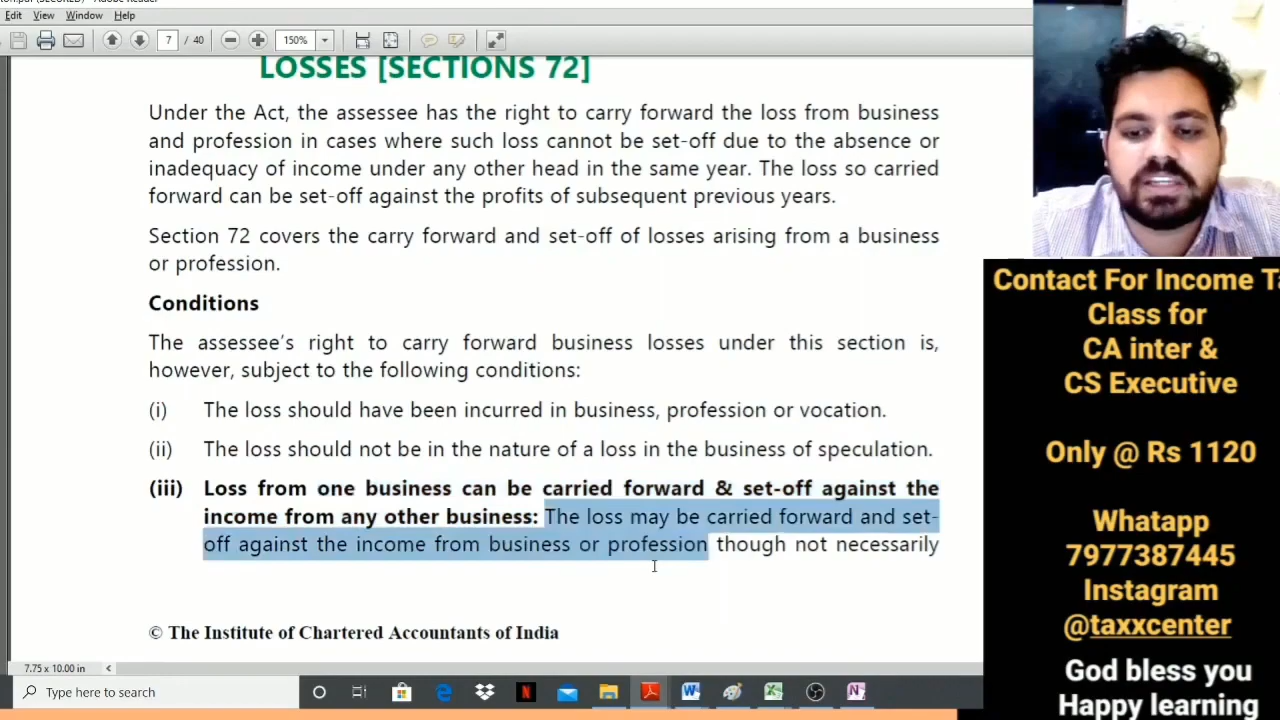 Edit View Window Help
7 / 40 150%
LOSSES [SECTIONS 72]
Under the Act, the assessee has the right to carry forward the loss from business
and profession in cases where such loss cannot be set-off due to the absence or
inadequacy of income under any other head in the same year. The loss so carried
forward can be set-off against the profits of subsequent previous years.
Section 72 covers the carry forward and set-off of losses arising from a business
or profession.
Conditions
The assessee's right to carry forward business losses under this section is,
however, subject to the following conditions:
(i) The loss should have been incurred in business, profession or vocation.
(ii) The loss should not be in the nature of a loss in the business of speculation.
(iii) Loss from one business can be carried forward & set-off against the
income from any other business: The loss may be carried forward and set-
off against the income from business or profession though not necessarily
© The Institute of Chartered Accountants of India
7.75 x 10.00 in
Type here to search
Contact For Income Ta
Class for
CA inter &
CS Executive
Only @ Rs 1120
Whatapp
7977387445
Instagram
@taxxcenter
God bless you
Happy learning